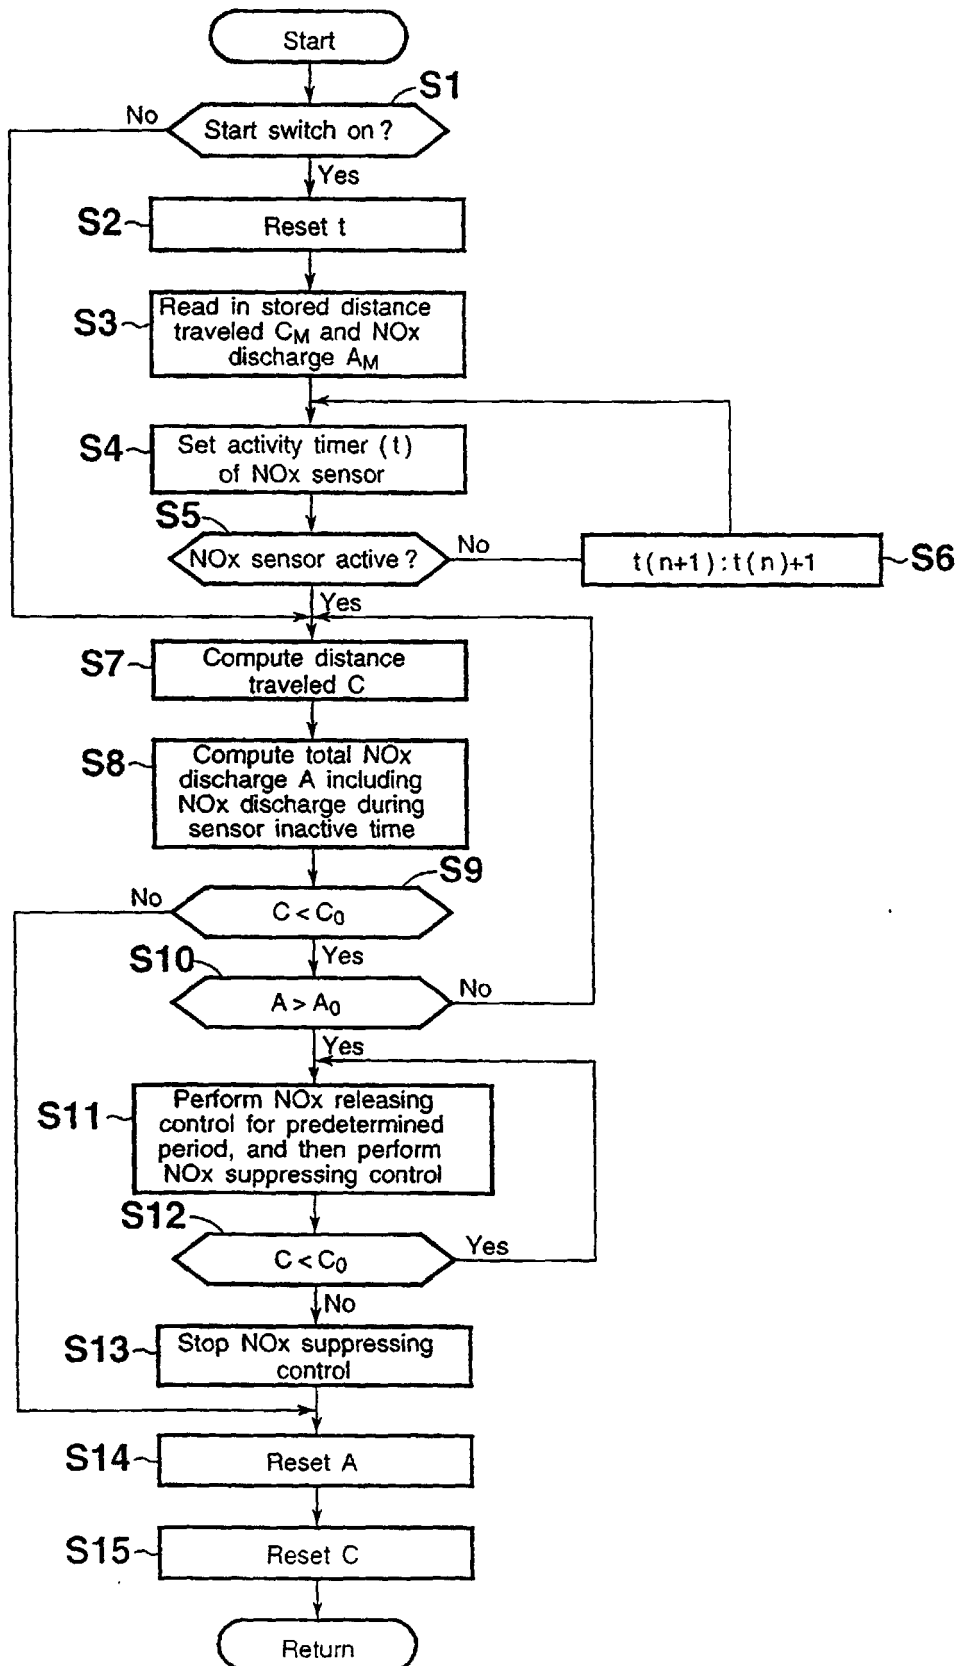 Start
S1
No
Start switch on?
Yes
S2
Reset t
S3
Read in stored distance
traveled CM and NOx
discharge AM
S4
Set activity timer (t)
of NOx sensor
S5
NOx sensor active?
No
t(n+1):t(n)+1
S6
Yes
S7
Compute distance
traveled C
S8
Compute total NOx
discharge A including
NOx discharge during
sensor inactive time
S9
No
C < C0
Yes
S10
A > A0
No
Yes
S11
Perform NOx releasing
control for predetermined
period, and then perform
NOx suppressing control
S12
C < C0
Yes
No
S13
Stop NOx suppressing
control
S14
Reset A
S15
Reset C
Return